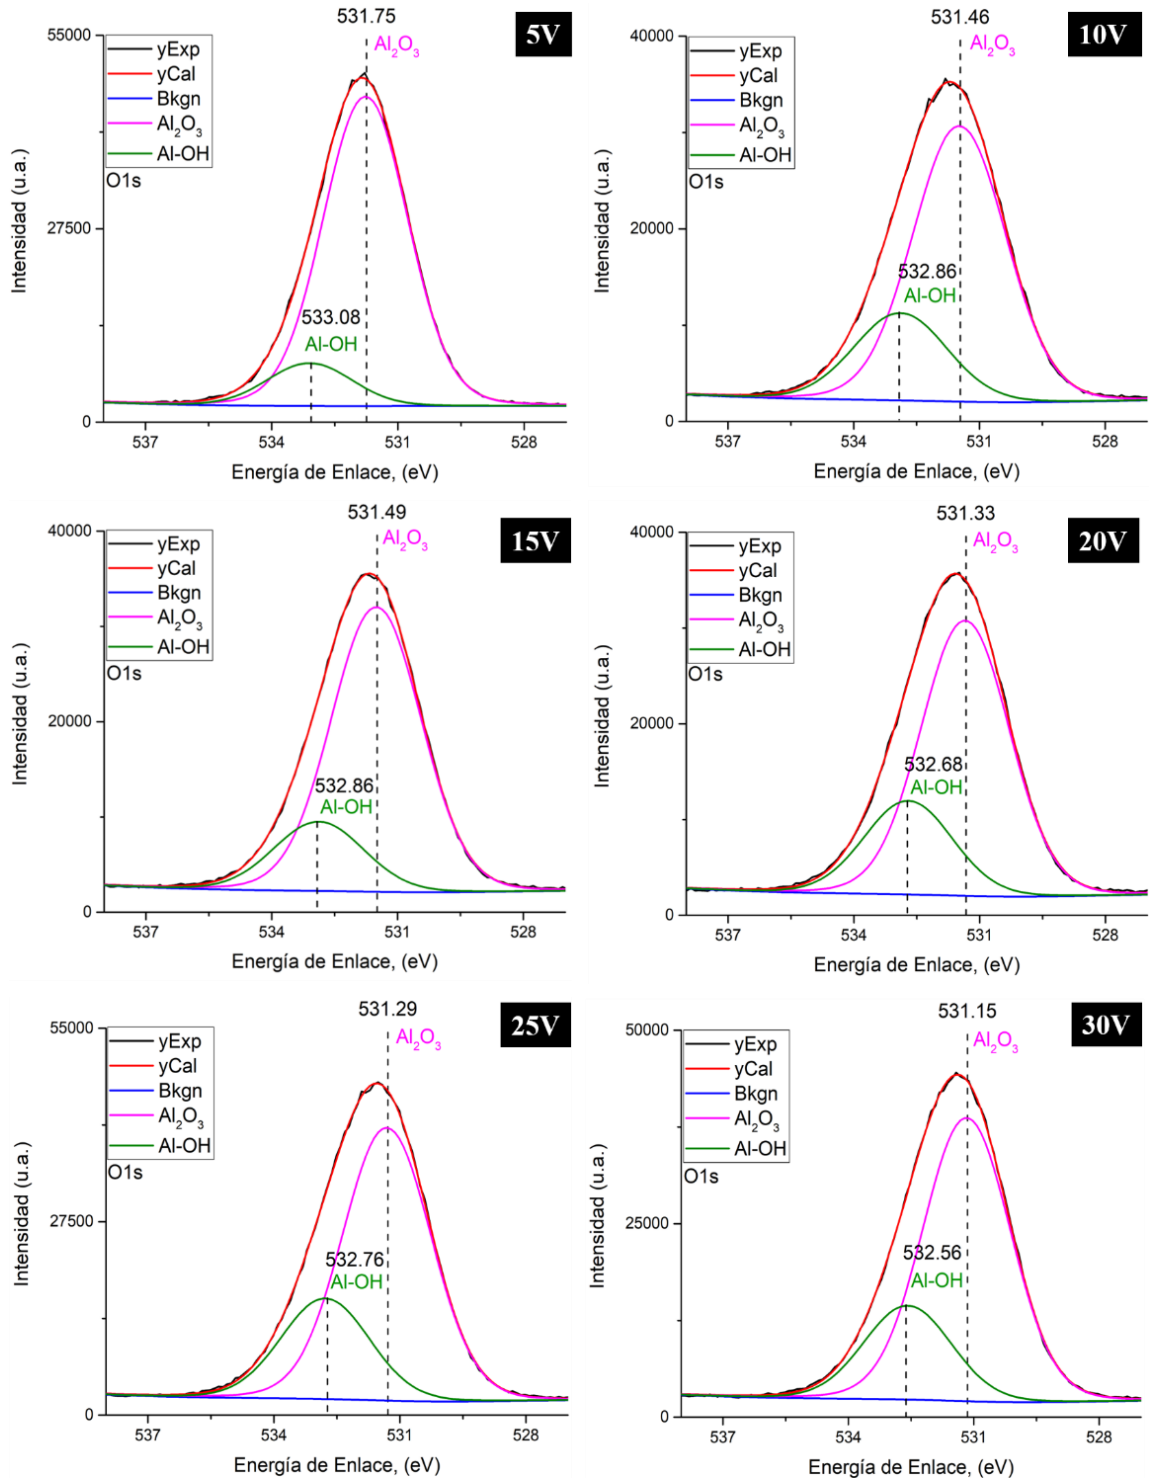 531.75
5V
Al₂O₃
55000
yExp
yCal
Bkgn
Al₂O₃
Al-OH
O1s
27500
533.08
Al-OH
0
537 534 531 528
Intensidad (u.a.)
Energía de Enlace, (eV)
531.46
10V
Al₂O₃
40000
yExp
yCal
Bkgn
Al₂O₃
Al-OH
O1s
20000
532.86
Al-OH
0
537 534 531 528
Intensidad (u.a.)
Energía de Enlace, (eV)
531.49
15V
Al₂O₃
40000
yExp
yCal
Bkgn
Al₂O₃
Al-OH
O1s
20000
532.86
Al-OH
0
537 534 531 528
Intensidad (u.a.)
Energía de Enlace, (eV)
531.33
20V
Al₂O₃
40000
yExp
yCal
Bkgn
Al₂O₃
Al-OH
O1s
20000
532.68
Al-OH
0
537 534 531 528
Intensidad (u.a.)
Energía de Enlace, (eV)
531.29
25V
Al₂O₃
55000
yExp
yCal
Bkgn
Al₂O₃
Al-OH
O1s
27500
532.76
Al-OH
0
537 534 531 528
Intensidad (u.a.)
Energía de Enlace, (eV)
531.15
30V
Al₂O₃
50000
yExp
yCal
Bkgn
Al₂O₃
Al-OH
O1s
25000
532.56
Al-OH
0
537 534 531 528
Intensidad (u.a.)
Energía de Enlace, (eV)